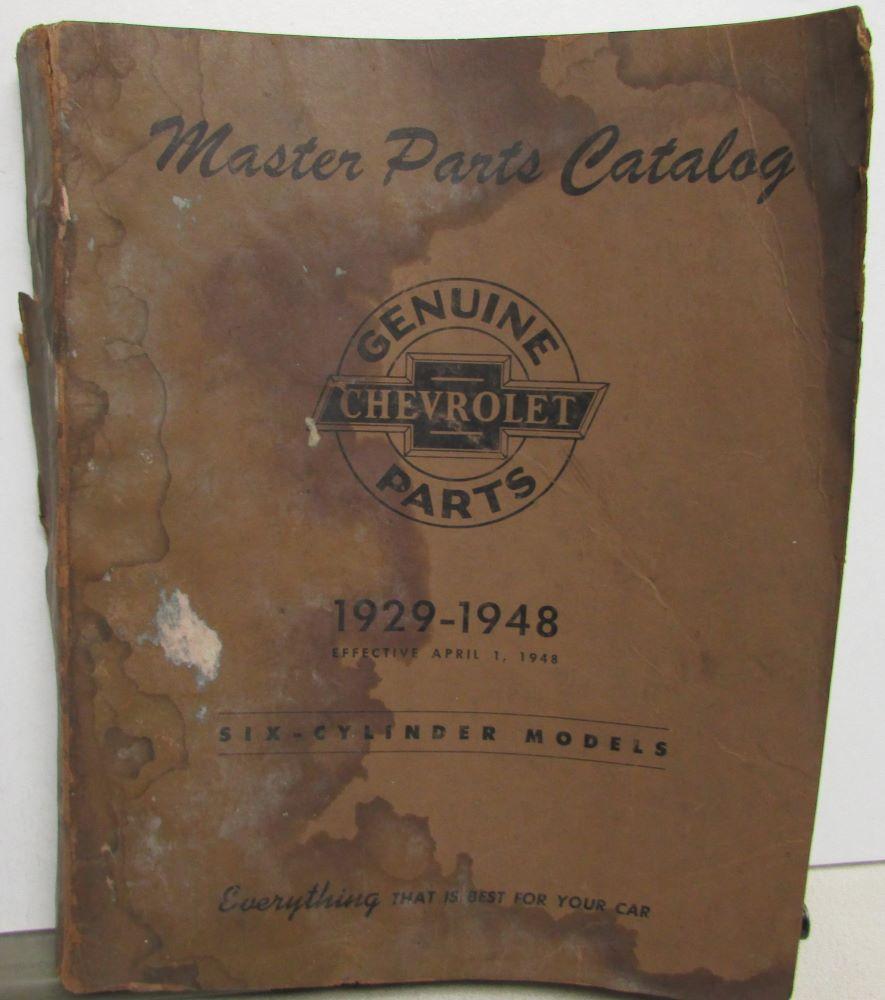 Master Parts Catalog
GENUINE
CHEVROLET
PARTS
1929-1948
EFFECTIVE APRIL 1, 1948
SIX-CYLINDER MODELS
Everything THAT IS BEST FOR YOUR CAR